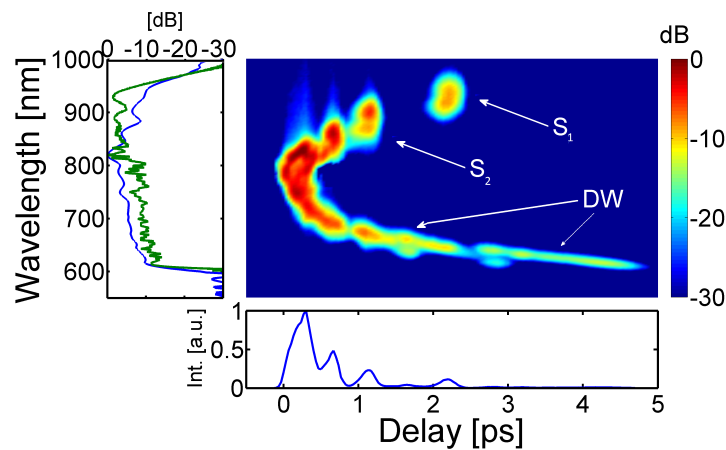 [dB]
0 -10 -20 -30
dB
1000
900
800
700
600
Wavelength [nm]
S1
S2
DW
0
-10
-20
-30
1
0.5
0
Int. [a.u.]
0 1 2 3 4 5
Delay [ps]